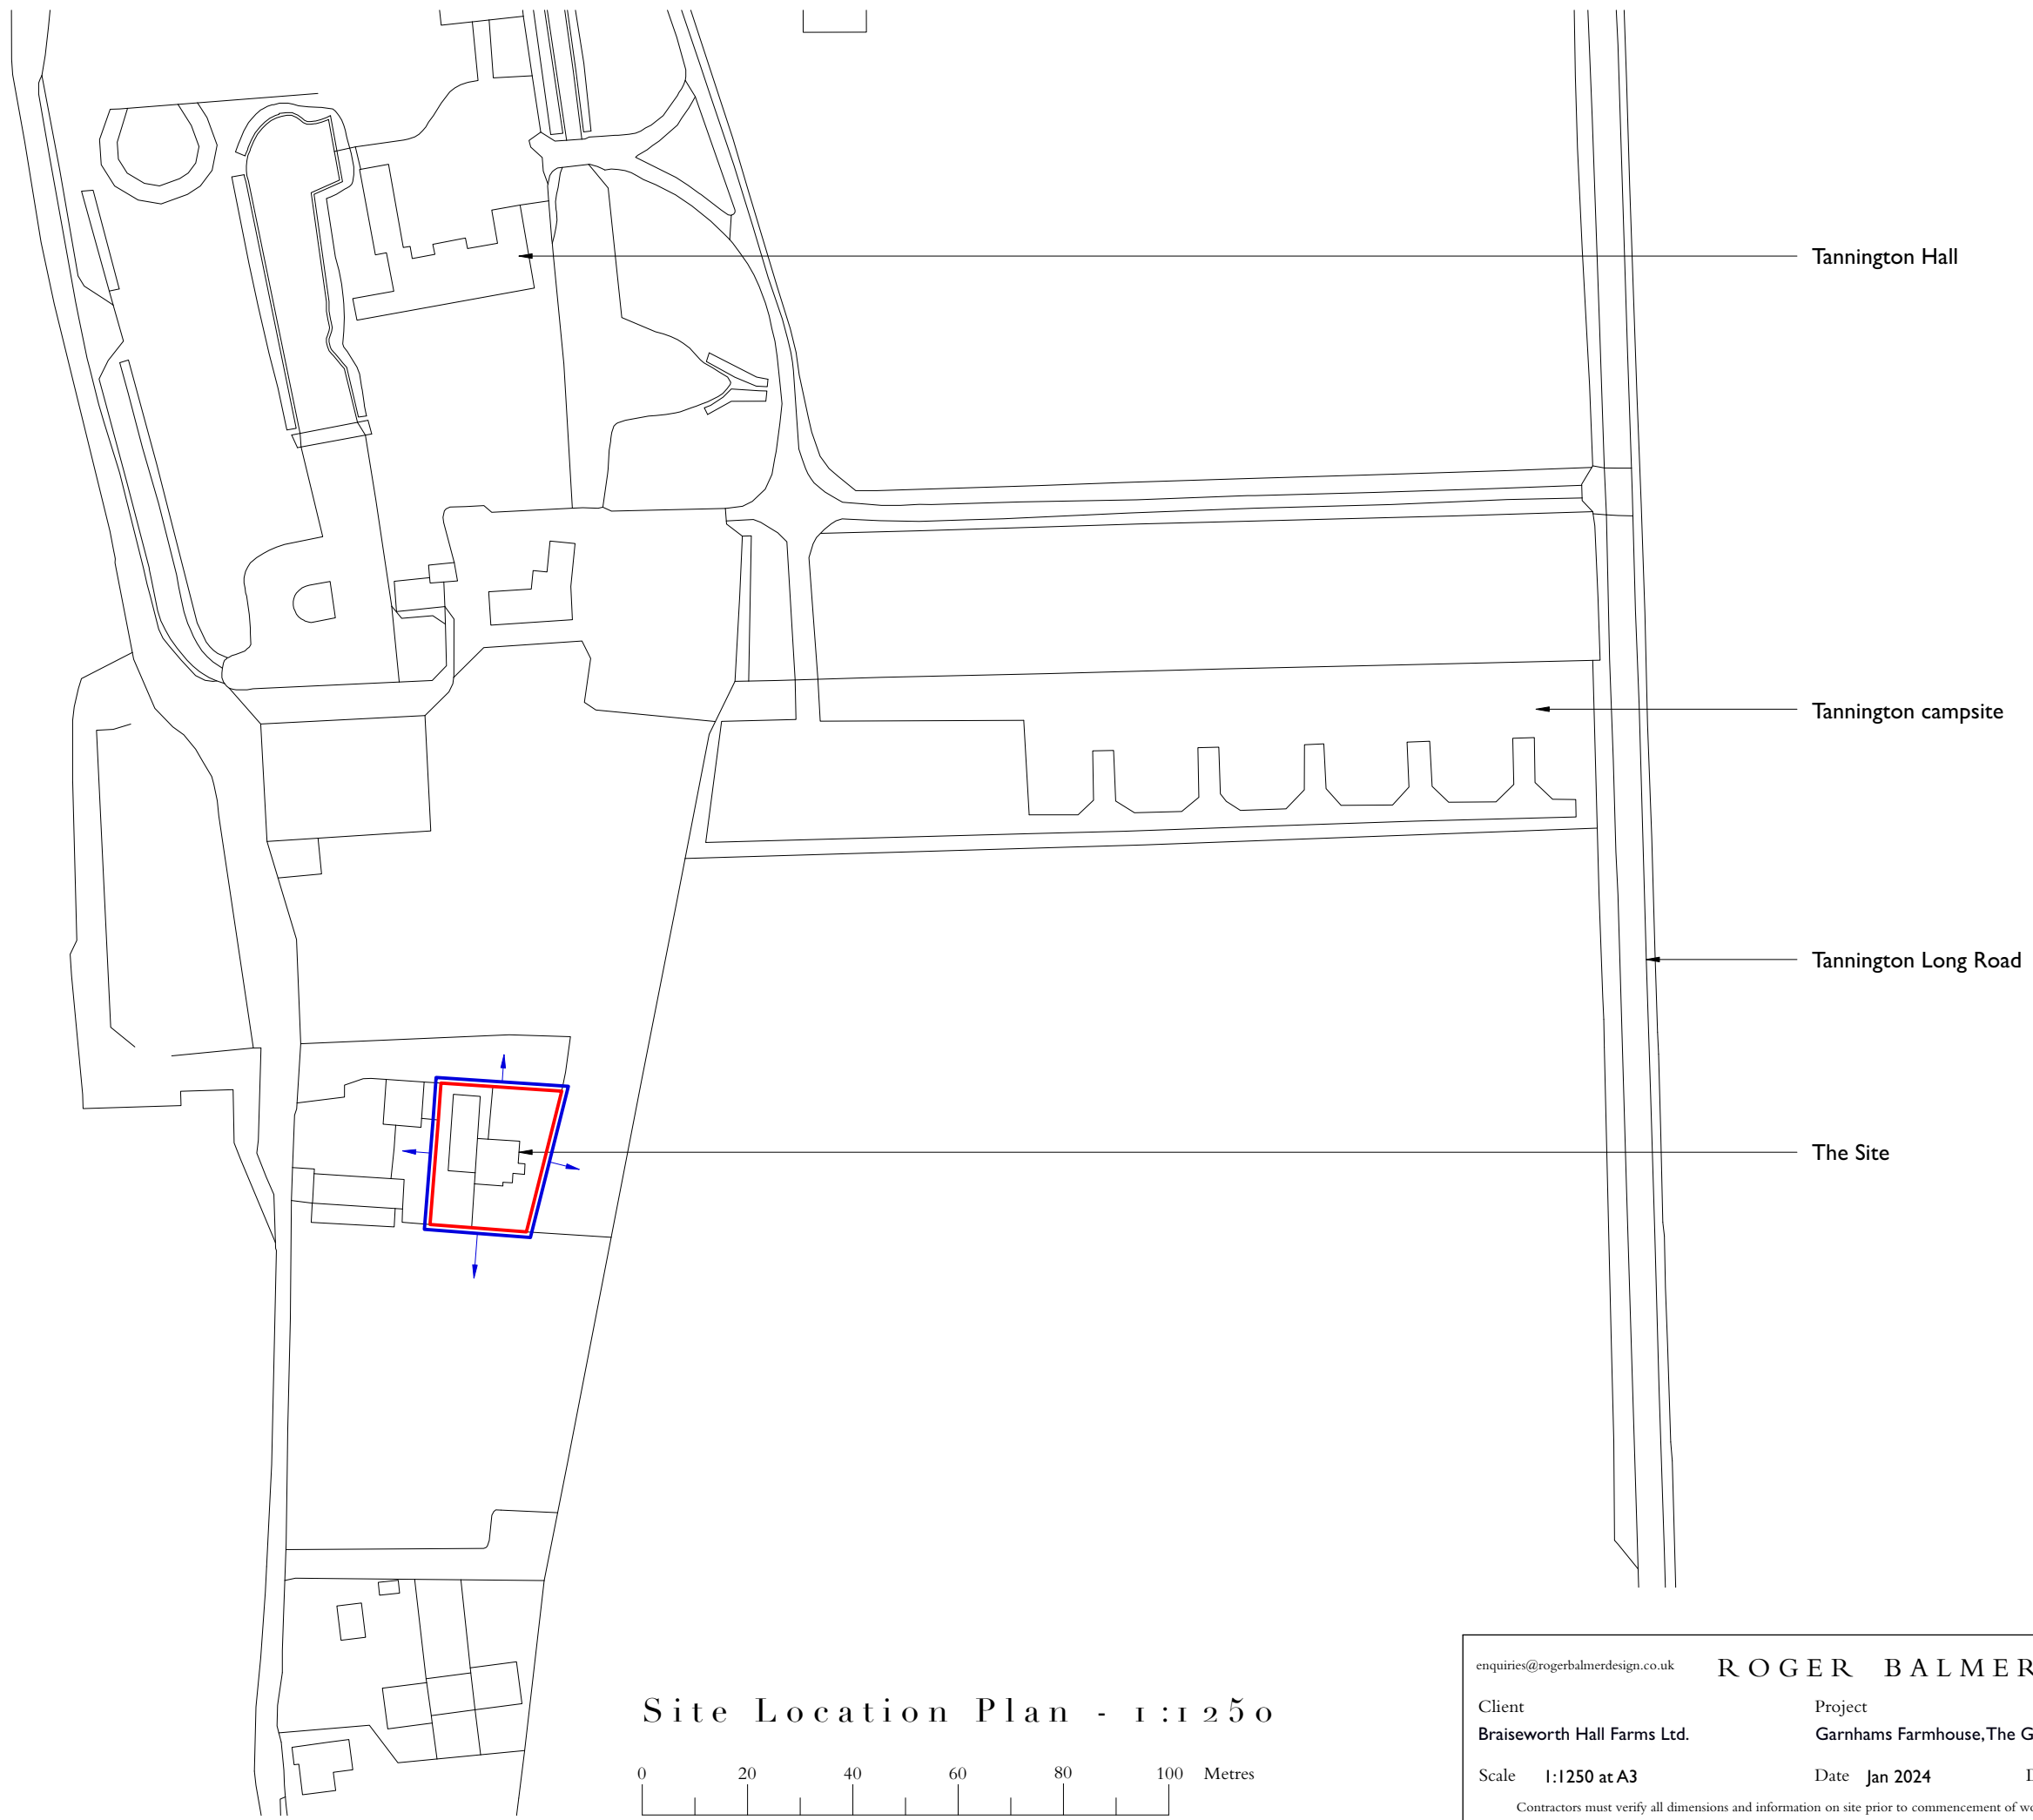 Tannington Hall
Tannington campsite
Tannington Long Road
The Site
Site Location Plan - 1:1250
0 20 40 60 80 100 Metres
enquiries@rogerbalmerdesign.co.uk ROGER BALMER
Client Project
Braiseworth Hall Farms Ltd. Garnhams Farmhouse, The G
Scale 1:1250 at A3 Date Jan 2024
Contractors must verify all dimensions and information on site prior to commencement of